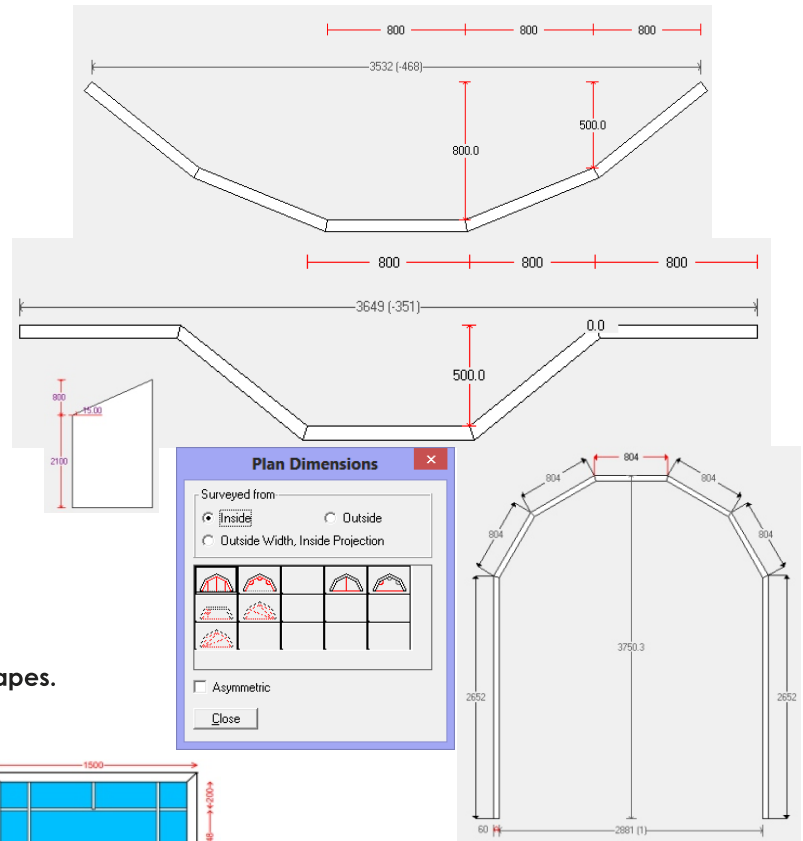 800 800 800
3532 (-468)
500.0
800.0
800 800 800
3649 (-351)
0.0
500.0
800
15.00
2100
Plan Dimensions
Surveyed from
Inside Outside
Outside Width, Inside Projection
Asymmetric
Close
804
804 804
804 804
3750.3
2652 2652
60 2881 (1)
apes.
1500
200
48